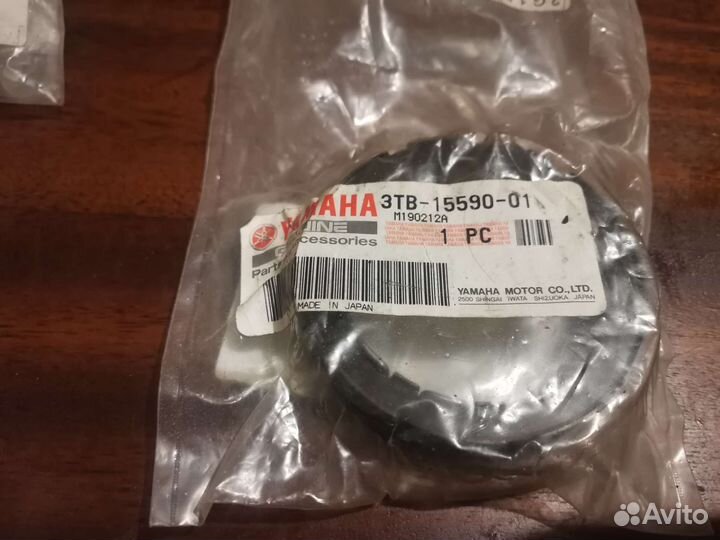 YAMAHA
3TB-15590-01
M190212A
1 PC
YAMAHA MOTOR CO.,LTD.
2500 SHINGAI IWATA SHIZUOKA JAPAN
MADE IN JAPAN
Avito